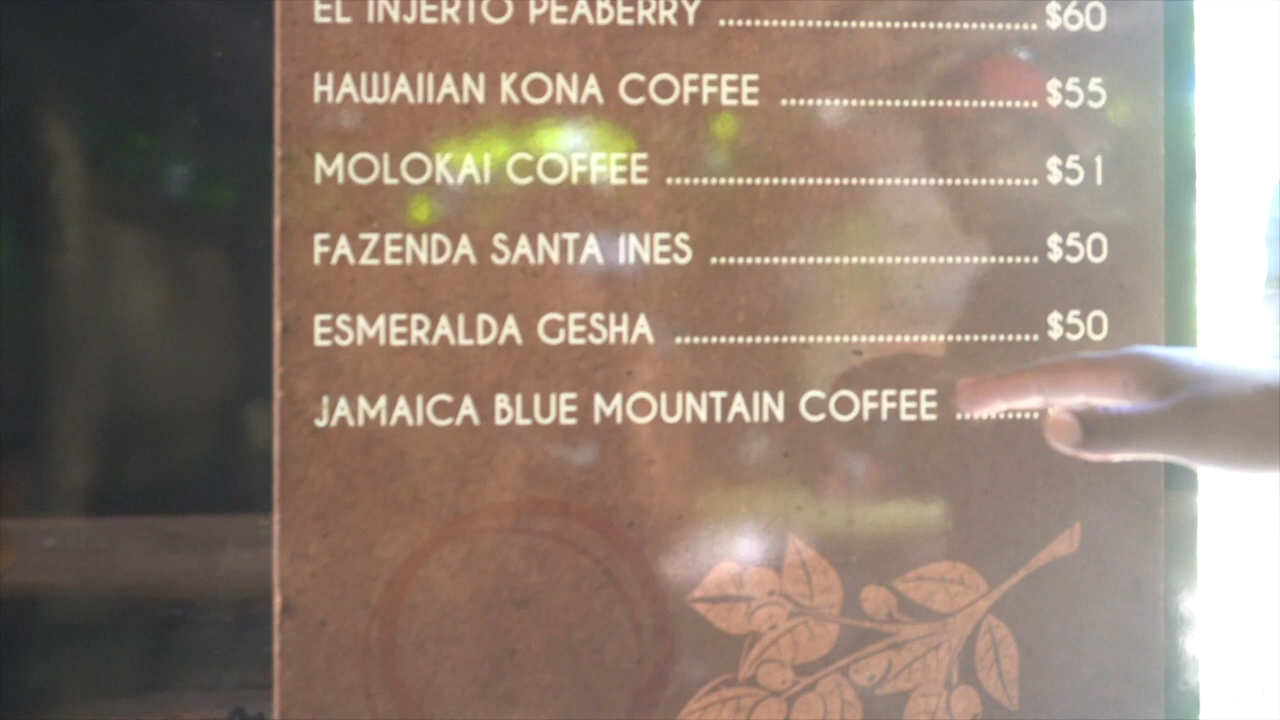 EL INJERTO PEABERRY .......................................... $60
HAWAIIAN KONA COFFEE .................................. $55
MOLOKAI COFFEE ................................................ $51
FAZENDA SANTA INES .......................................... $50
ESMERALDA GESHA .............................................. $50
JAMAICA BLUE MOUNTAIN COFFEE ..........